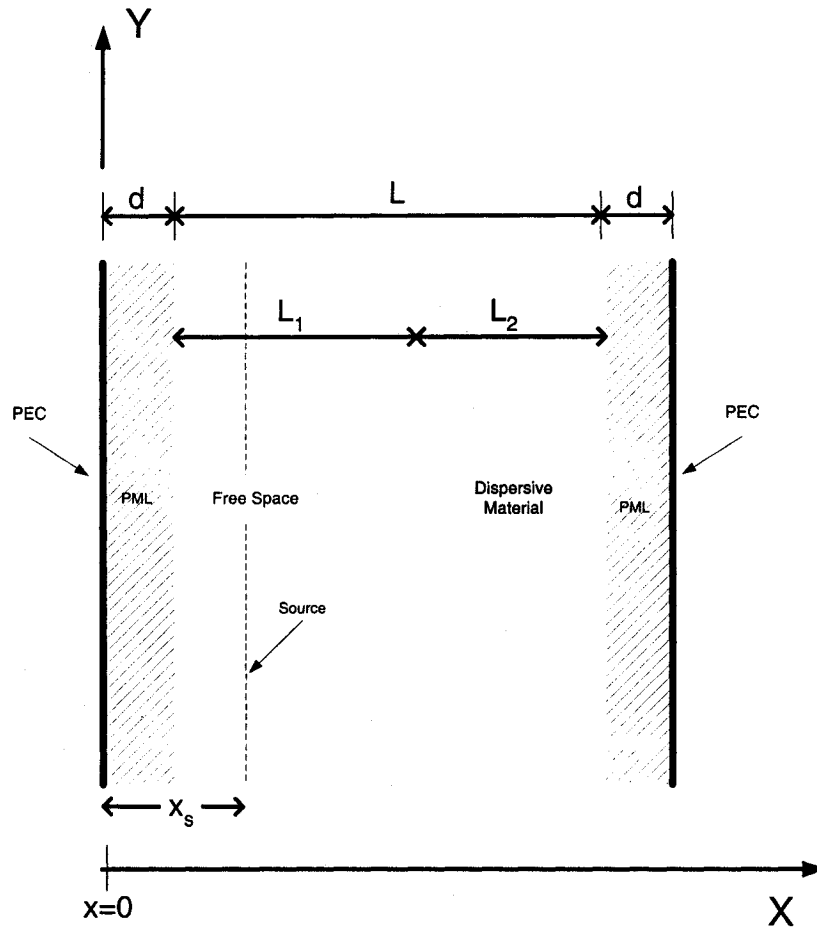 Y
d
L
d
L1
L2
PEC
PEC
PML
Free Space
Dispersive
Material
PML
Source
xs
x=0
X